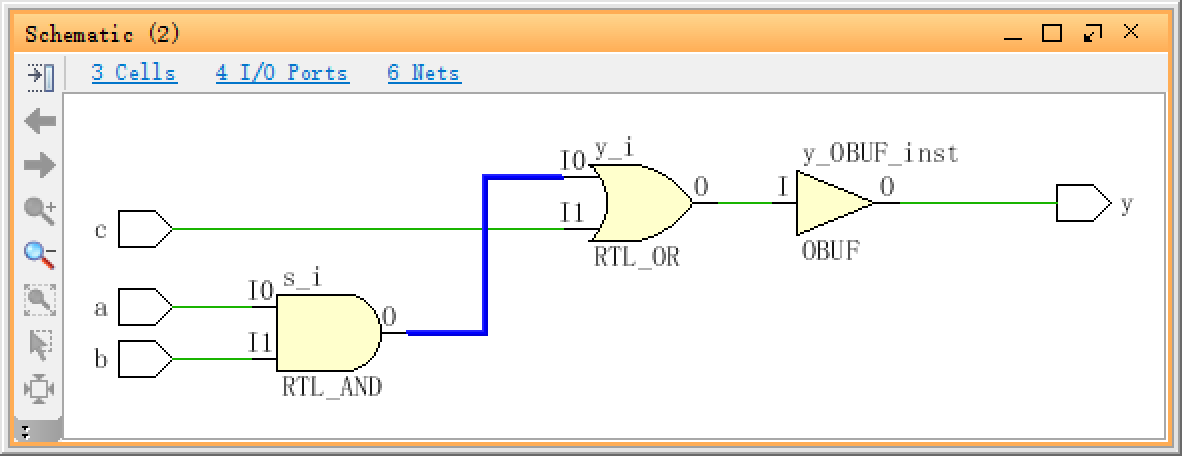 Schematic (2)
3 Cells 4 I/O Ports 6 Nets
y_i
y_OBUF_inst
I0
O
I
O
I1
c
y
RTL_OR
OBUF
s_i
I0
a
O
I1
b
RTL_AND